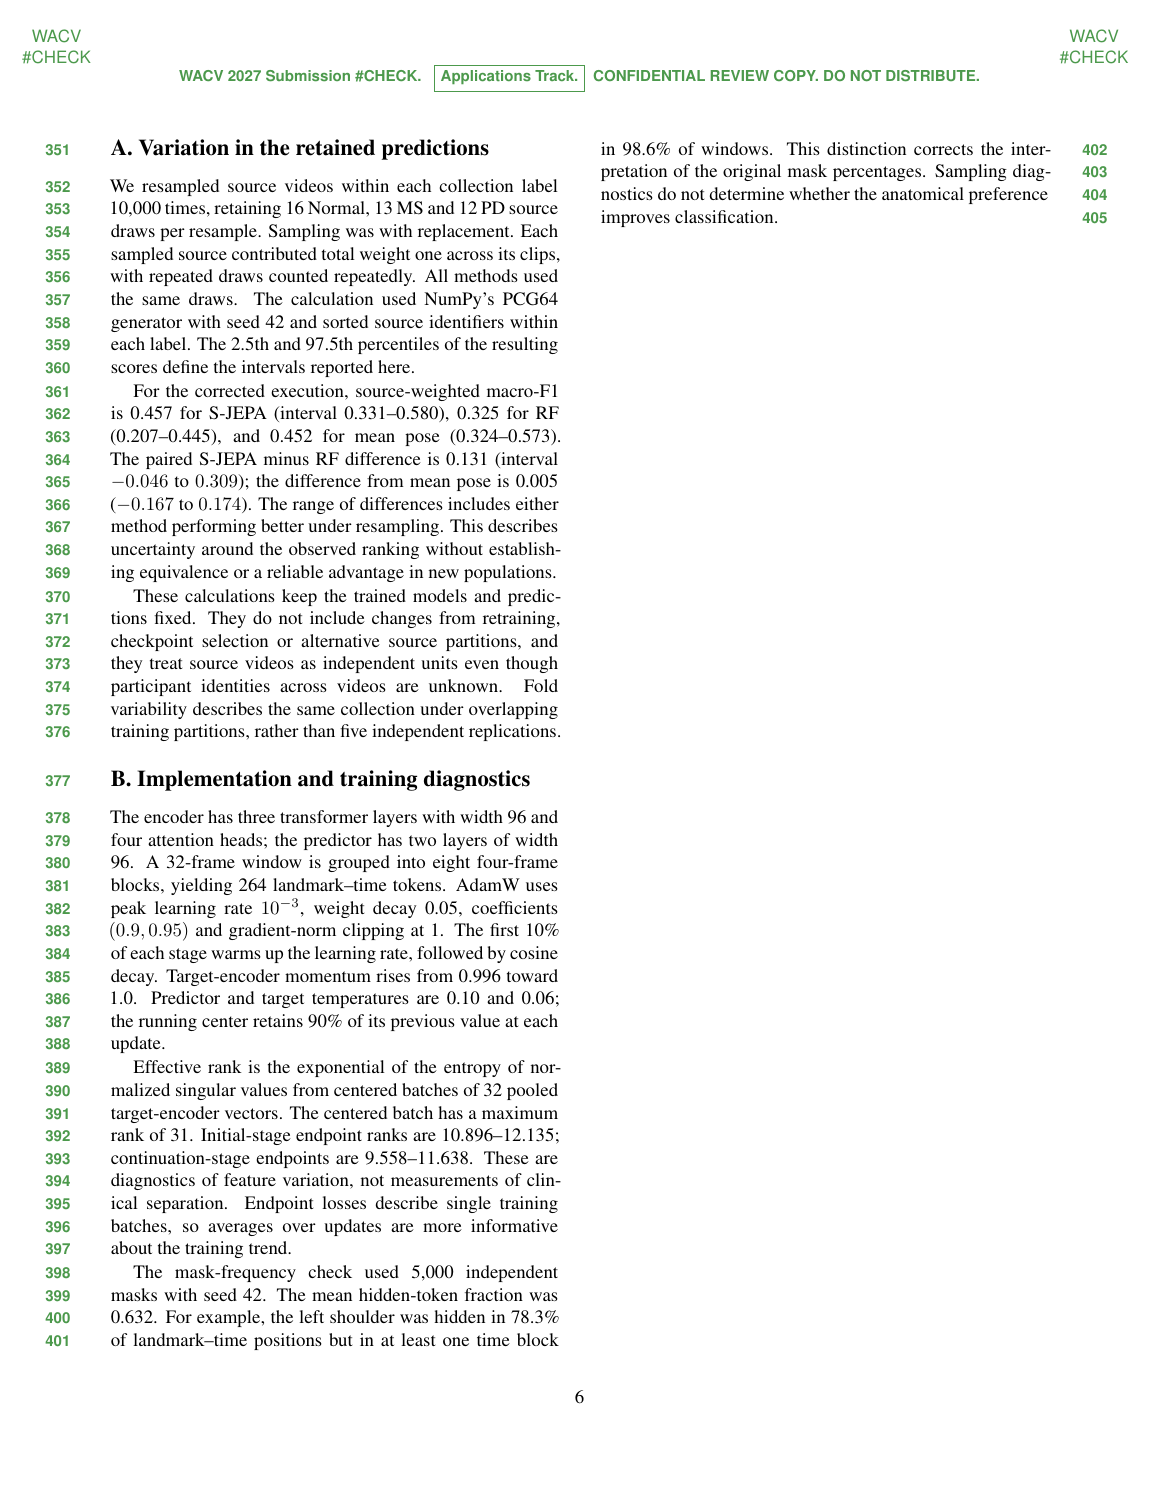 WACV
#CHECK
WACV
#CHECK
WACV 2027 Submission #CHECK. Applications Track. CONFIDENTIAL REVIEW COPY. DO NOT DISTRIBUTE.
351 A. Variation in the retained predictions
352 We resampled source videos within each collection label
353 10,000 times, retaining 16 Normal, 13 MS and 12 PD source
354 draws per resample. Sampling was with replacement. Each
355 sampled source contributed total weight one across its clips,
356 with repeated draws counted repeatedly. All methods used
357 the same draws. The calculation used NumPy's PCG64
358 generator with seed 42 and sorted source identifiers within
359 each label. The 2.5th and 97.5th percentiles of the resulting
360 scores define the intervals reported here.
361 For the corrected execution, source-weighted macro-F1
362 is 0.457 for S-JEPA (interval 0.331–0.580), 0.325 for RF
363 (0.207–0.445), and 0.452 for mean pose (0.324–0.573).
364 The paired S-JEPA minus RF difference is 0.131 (interval
365 −0.046 to 0.309); the difference from mean pose is 0.005
366 (−0.167 to 0.174). The range of differences includes either
367 method performing better under resampling. This describes
368 uncertainty around the observed ranking without establish-
369 ing equivalence or a reliable advantage in new populations.
370 These calculations keep the trained models and predic-
371 tions fixed. They do not include changes from retraining,
372 checkpoint selection or alternative source partitions, and
373 they treat source videos as independent units even though
374 participant identities across videos are unknown. Fold
375 variability describes the same collection under overlapping
376 training partitions, rather than five independent replications.
377 B. Implementation and training diagnostics
378 The encoder has three transformer layers with width 96 and
379 four attention heads; the predictor has two layers of width
380 96. A 32-frame window is grouped into eight four-frame
381 blocks, yielding 264 landmark–time tokens. AdamW uses
382 peak learning rate 10⁻³, weight decay 0.05, coefficients
383 (0.9, 0.95) and gradient-norm clipping at 1. The first 10%
384 of each stage warms up the learning rate, followed by cosine
385 decay. Target-encoder momentum rises from 0.996 toward
386 1.0. Predictor and target temperatures are 0.10 and 0.06;
387 the running center retains 90% of its previous value at each
388 update.
389 Effective rank is the exponential of the entropy of nor-
390 malized singular values from centered batches of 32 pooled
391 target-encoder vectors. The centered batch has a maximum
392 rank of 31. Initial-stage endpoint ranks are 10.896–12.135;
393 continuation-stage endpoints are 9.558–11.638. These are
394 diagnostics of feature variation, not measurements of clin-
395 ical separation. Endpoint losses describe single training
396 batches, so averages over updates are more informative
397 about the training trend.
398 The mask-frequency check used 5,000 independent
399 masks with seed 42. The mean hidden-token fraction was
400 0.632. For example, the left shoulder was hidden in 78.3%
401 of landmark–time positions but in at least one time block
in 98.6% of windows. This distinction corrects the inter- 402
pretation of the original mask percentages. Sampling diag- 403
nostics do not determine whether the anatomical preference 404
improves classification. 405
6